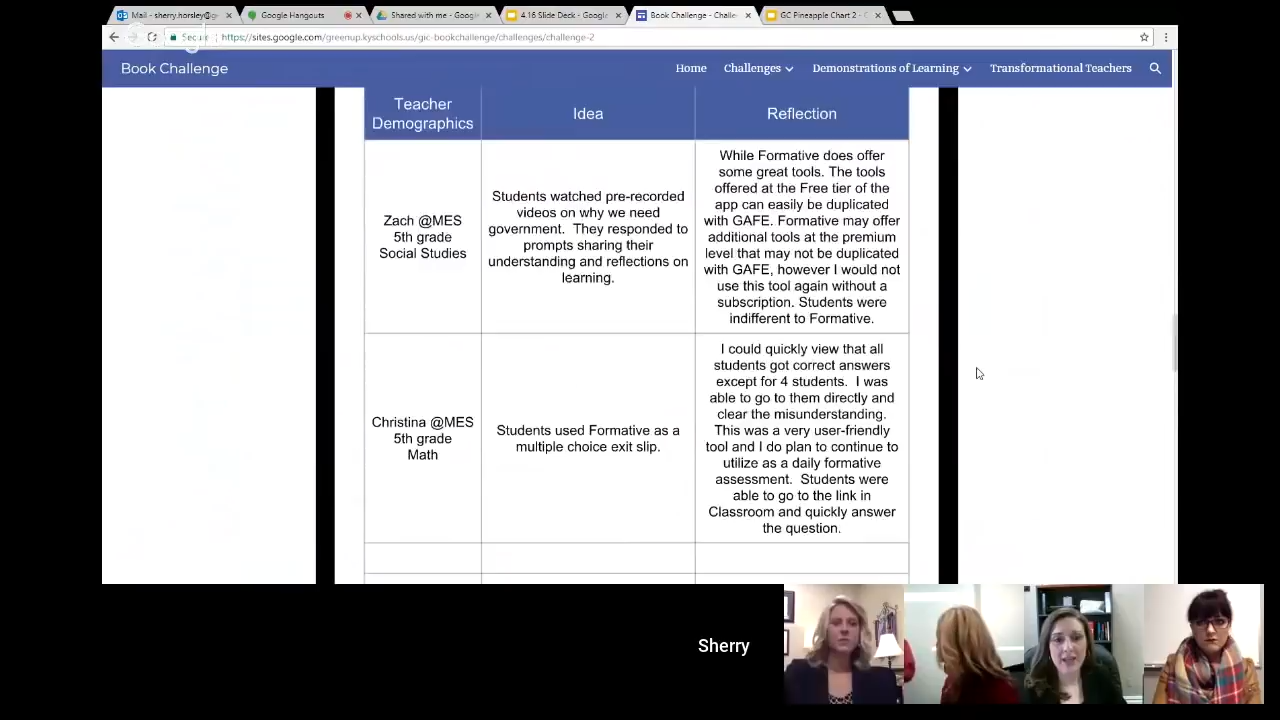 Mail - sherry.horsley@g
Google Hangouts
Shared with me - Google
4.16 Slide Deck - Google
Book Challenge - Challe
GC Pineapple Chart 2 - G
https://sites.google.com/greenup.kyschools.us/gic-bookchallenge/challenges/challenge-2
Book Challenge
Home
Challenges
Demonstrations of Learning
Transformational Teachers
Teacher
Demographics
Idea
Reflection
Zach @MES
5th grade
Social Studies
Students watched pre-recorded
videos on why we need
government. They responded to
prompts sharing their
understanding and reflections on
learning.
While Formative does offer
some great tools. The tools
offered at the Free tier of the
app can easily be duplicated
with GAFE. Formative may offer
additional tools at the premium
level that may not be duplicated
with GAFE, however I would not
use this tool again without a
subscription. Students were
indifferent to Formative.
Christina @MES
5th grade
Math
Students used Formative as a
multiple choice exit slip.
I could quickly view that all
students got correct answers
except for 4 students. I was
able to go to them directly and
clear the misunderstanding.
This was a very user-friendly
tool and I do plan to continue to
utilize as a daily formative
assessment. Students were
able to go to the link in
Classroom and quickly answer
the question.
Sherry